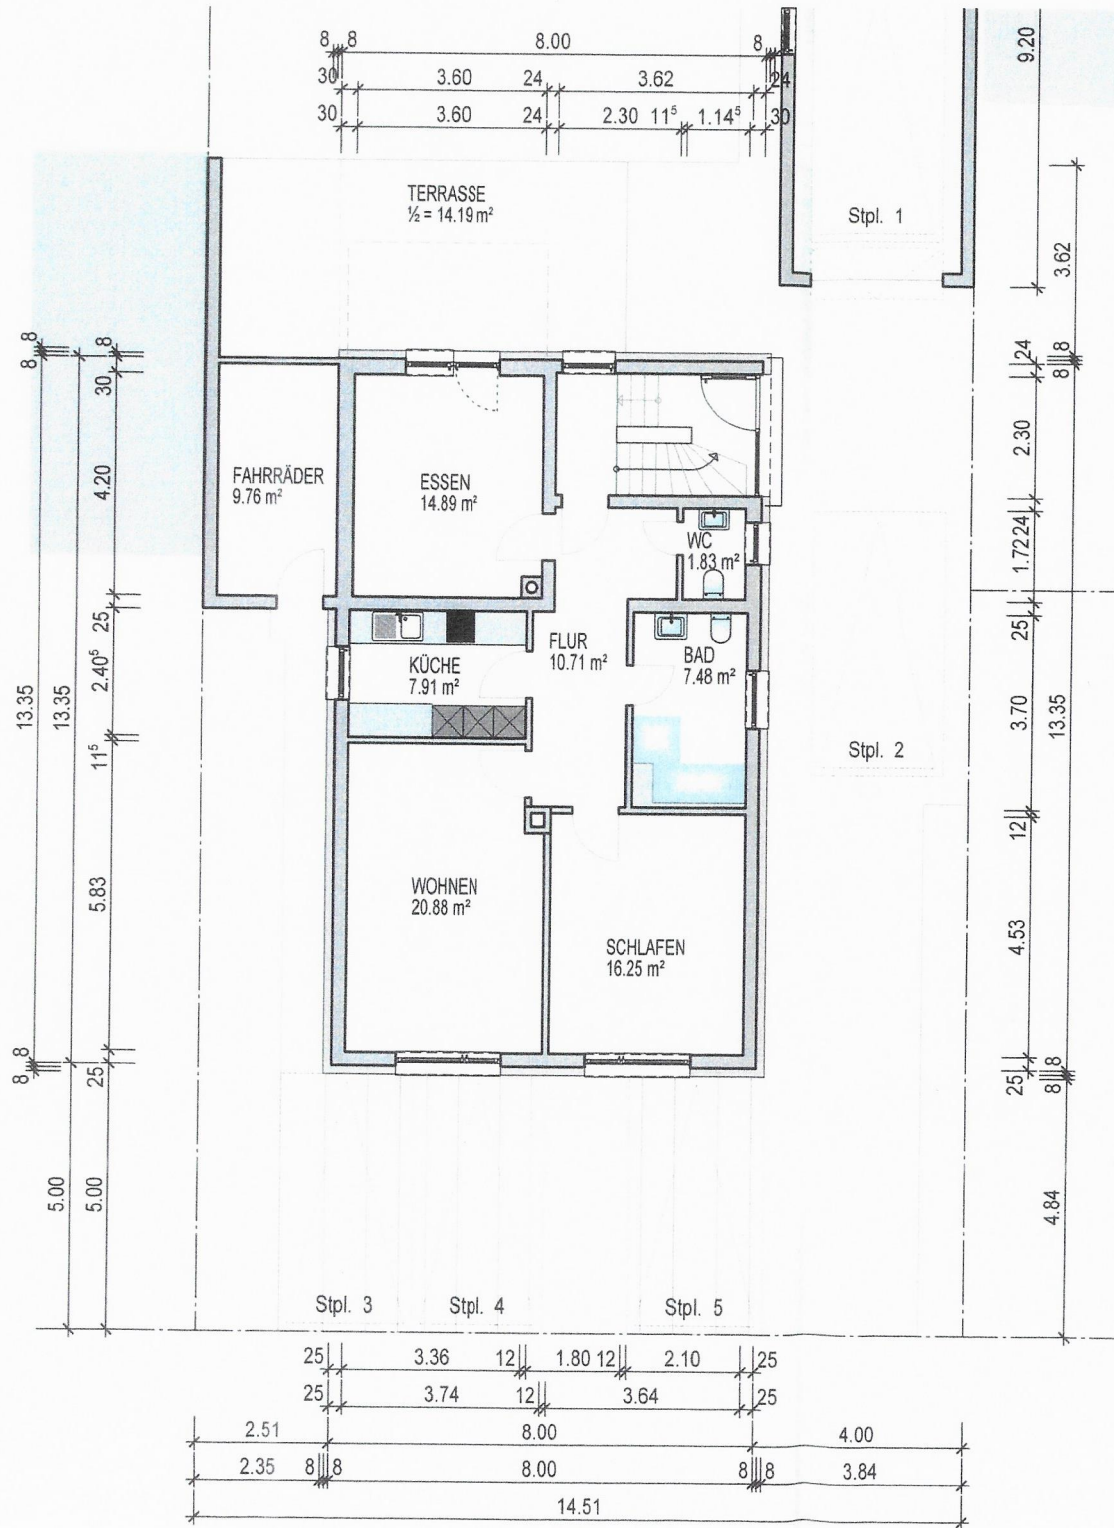 8 8 8.00 8
30 3.60 24 3.62 24
30 3.60 24 2.30 11⁵ 1.14⁵ 30
9.20
TERRASSE
½ = 14.19 m²
Stpl. 1
3.62
8 8 8
30
24 8 8
FAHRRÄDER
9.76 m²
ESSEN
14.89 m²
4.20
2.30
WC
1.83 m²
1.72 24
25
25
FLUR
10.71 m²
BAD
7.48 m²
KÜCHE
7.91 m²
2.40⁵
13.35
13.35
11⁵
3.70
13.35
Stpl. 2
12
5.83
WOHNEN
20.88 m²
SCHLAFEN
16.25 m²
4.53
8 8
25
25 8 8
5.00
5.00
4.84
Stpl. 3
Stpl. 4
Stpl. 5
25 3.36 12 1.80 12 2.10 25
25 3.74 12 3.64 25
2.51 8.00 4.00
2.35 8 8 8.00 8 8 3.84
14.51